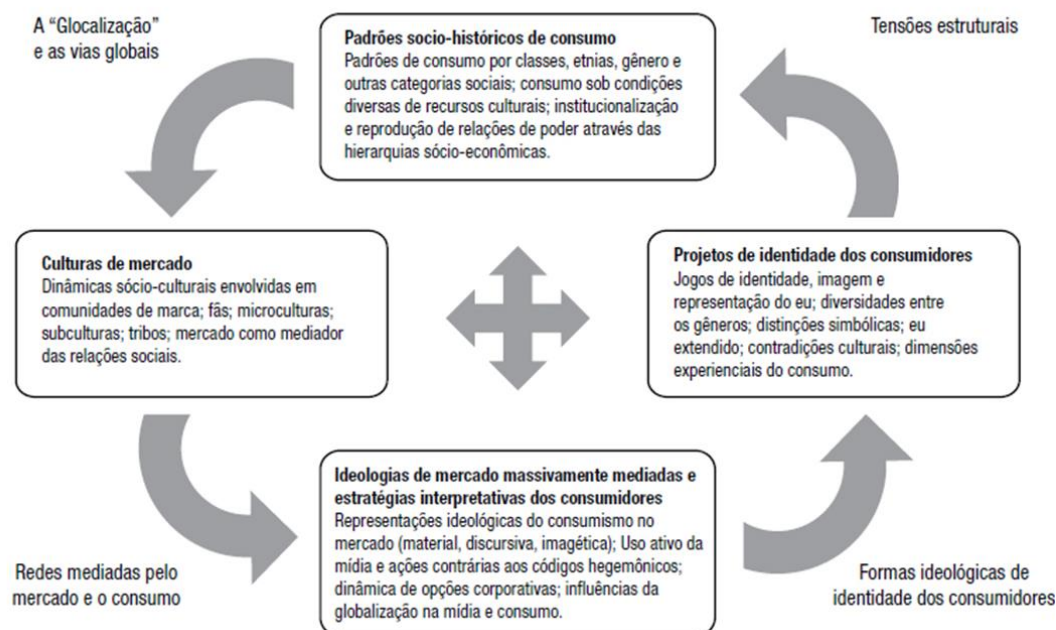 A “Glocalização”
e as vias globais
Padrões socio-históricos de consumo
Padrões de consumo por classes, etnias, gênero e
outras categorias sociais; consumo sob condições
diversas de recursos culturais; institucionalização
e reprodução de relações de poder através das
hierarquias sócio-econômicas.
Tensões estruturais
Culturas de mercado
Dinâmicas sócio-culturais envolvidas em
comunidades de marca; fãs; microculturas;
subculturas; tribos; mercado como mediador
das relações sociais.
Projetos de identidade dos consumidores
Jogos de identidade, imagem e
representação do eu; diversidades entre
os gêneros; distinções simbólicas; eu
extendido; contradições culturais; dimensões
experienciais do consumo.
Ideologias de mercado massivamente mediadas e
estratégias interpretativas dos consumidores
Representações ideológicas do consumismo no
mercado (material, discursiva, imagética); Uso ativo da
mídia e ações contrárias aos códigos hegemônicos;
dinâmica de opções corporativas; influências da
globalização na mídia e consumo.
Redes mediadas pelo
mercado e o consumo
Formas ideológicas de
identidade dos consumidores